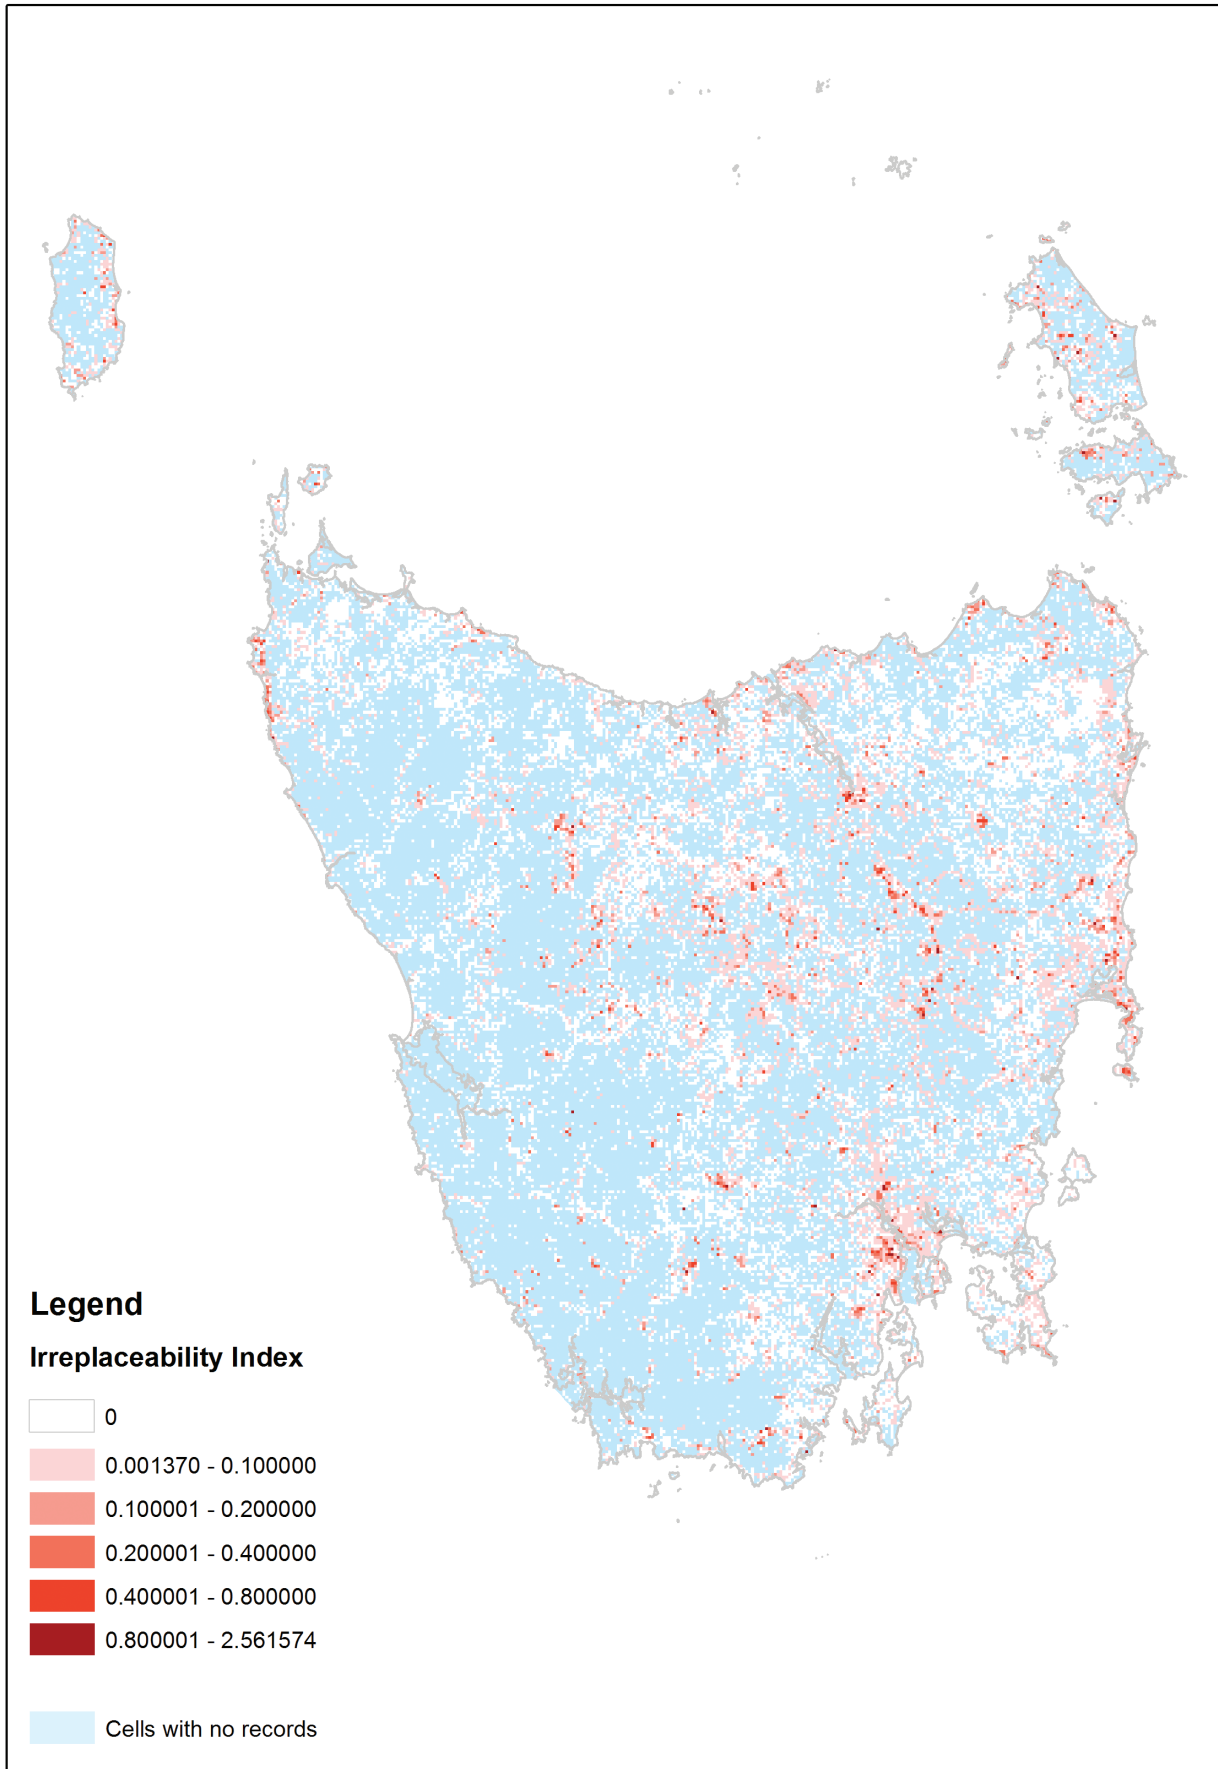 Legend
Irreplaceability Index
0
0.001370 - 0.100000
0.100001 - 0.200000
0.200001 - 0.400000
0.400001 - 0.800000
0.800001 - 2.561574
Cells with no records